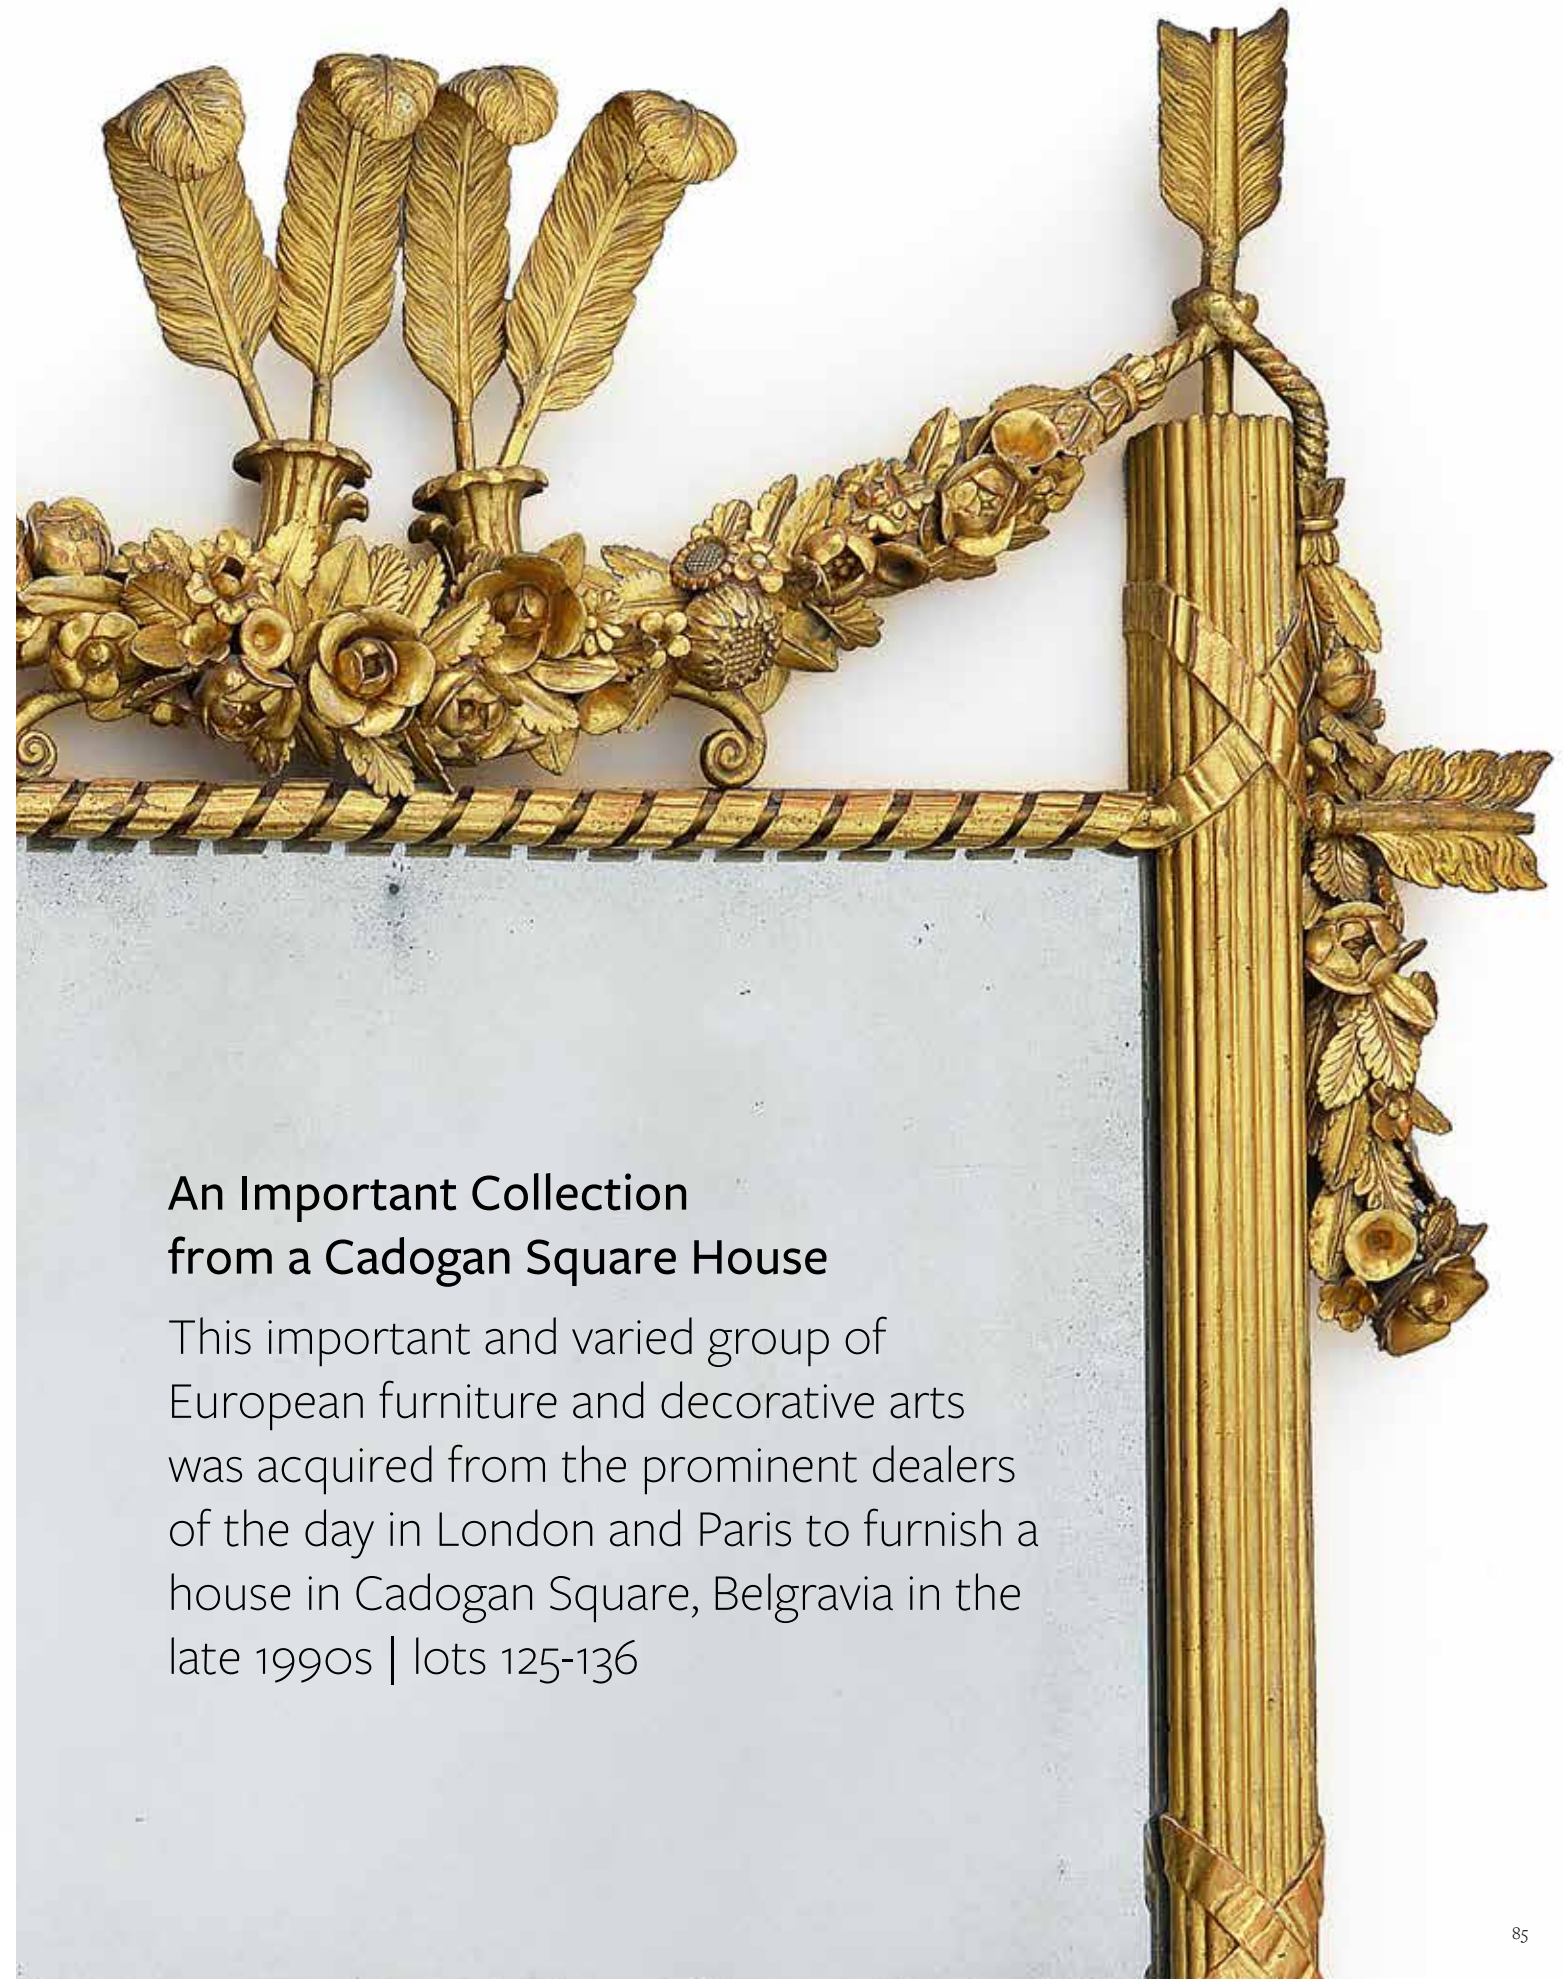 An Important Collection
from a Cadogan Square House
This important and varied group of
European furniture and decorative arts
was acquired from the prominent dealers
of the day in London and Paris to furnish a
house in Cadogan Square, Belgravia in the
late 1990s | lots 125-136
85